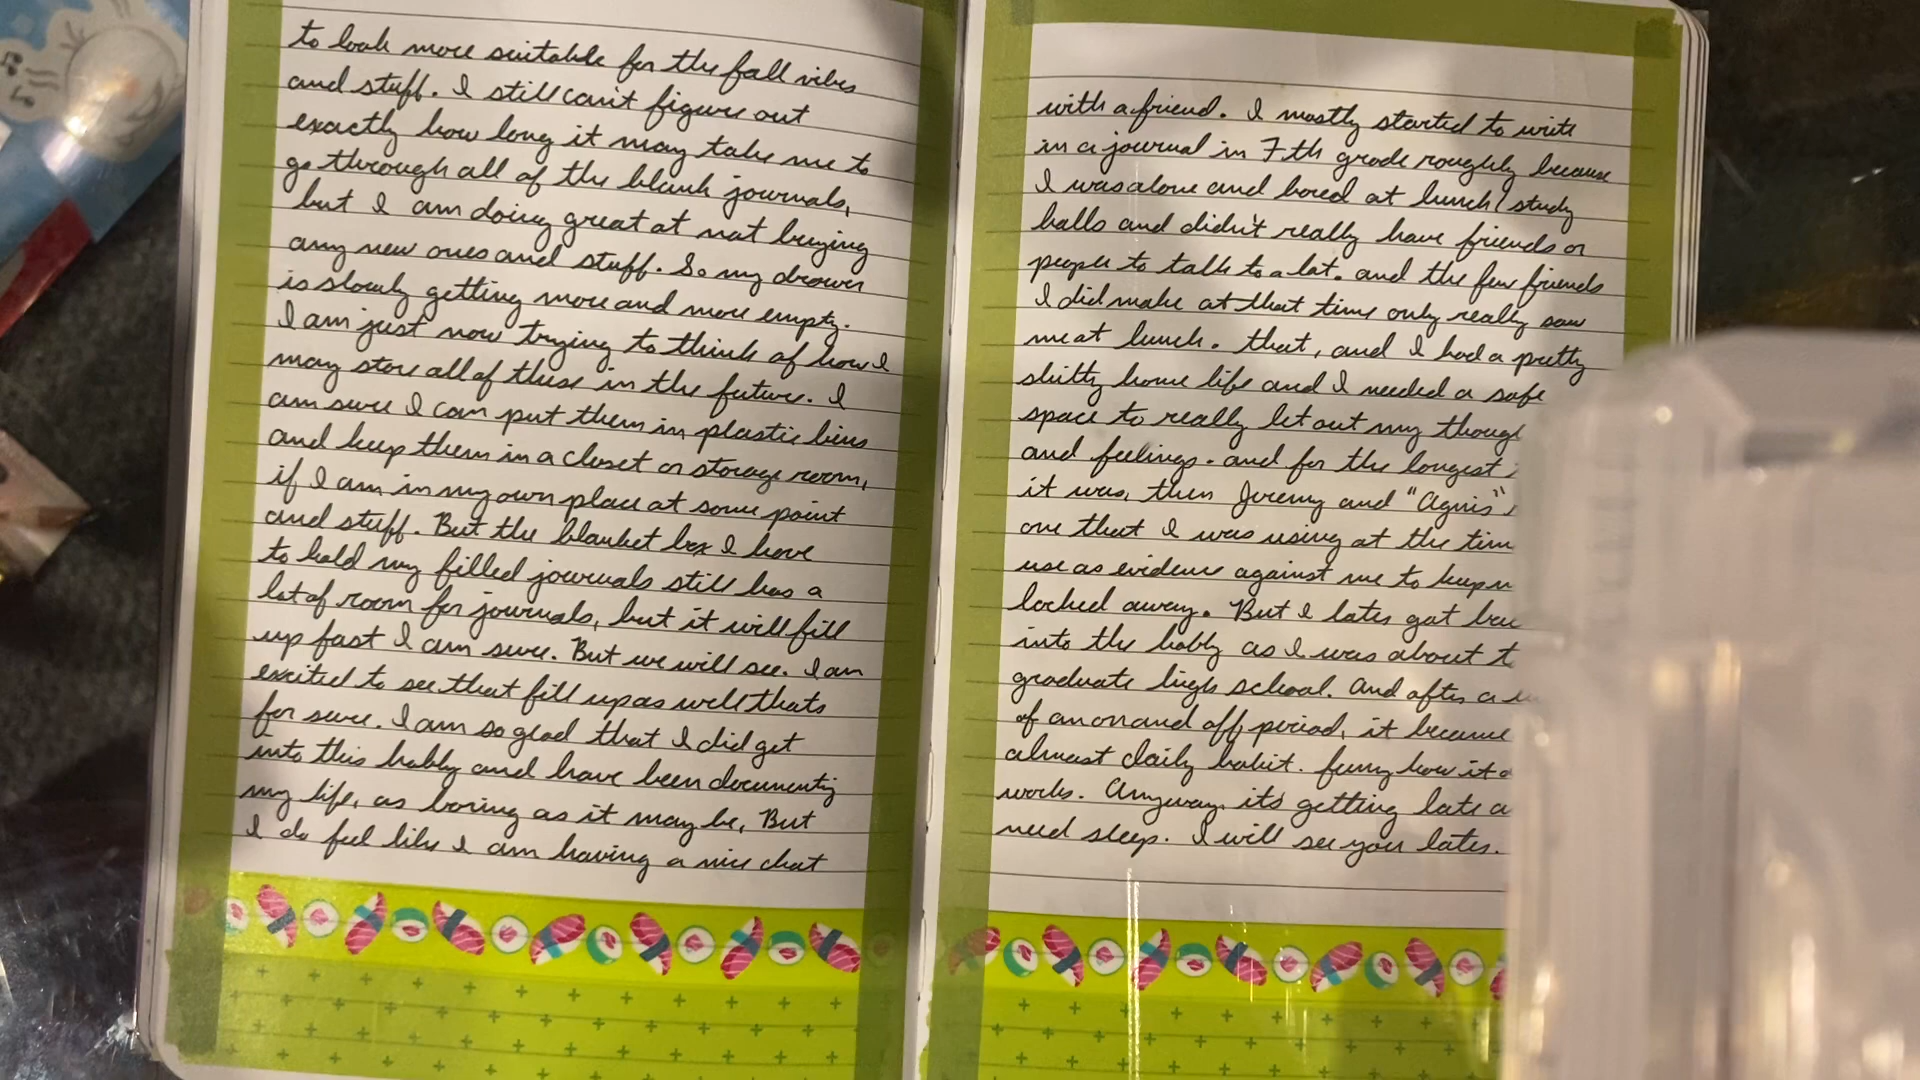 to look more suitable for the fall vibes
and stuff. I still can't figure out
exactly how long it may take me to
go through all of the blank journals,
but I am doing great at not buying
any new ones and stuff. So my drawer
is slowly getting more and more empty.
I am just now trying to think of how I
may store all of these in the future. I
am sure I can put them in plastic bins
and keep them in a closet or storage room,
if I am in my own place at some point
and stuff. But the blanket box I have
to hold my filled journals still has a
lot of room for journals, but it will fill
up fast I am sure. But we will see. I am
excited to see that fill up as well thats
for sure. I am so glad that I did get
into this hobby and have been documenting
my life, as boring as it may be, But
I do feel like I am having a nice chat
with a friend. I mostly started to write
in a journal in 7th grade roughly because
I was alone and bored at lunch/study
halls and didn't really have friends or
people to talk to a lot. and the few friends
I did make at that time only really saw
me at lunch. that, and I had a pretty
shitty home life and I needed a safe
space to really let out my though
and feelings. and for the longest
it was, then Jeremy and "Agnis"
one that I was using at the tim
use as evidence against me to keep
locked away. But I later got
into the hobby as I was about t
graduate high school. And after a
of an on and off period, it became
almost daily habit. funny how it
works. Anyway, its getting late a
need sleep. I will see you later.